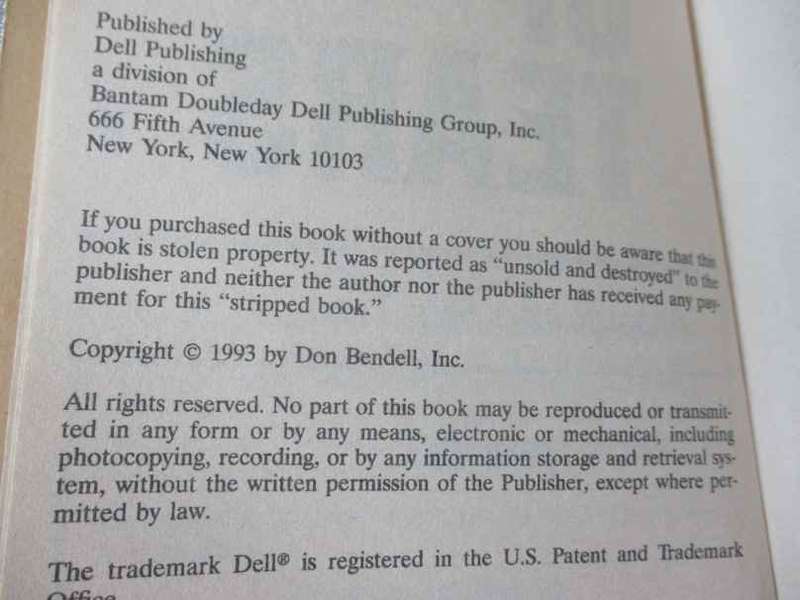 Published by
Dell Publishing
a division of
Bantam Doubleday Dell Publishing Group, Inc.
666 Fifth Avenue
New York, New York 10103
If you purchased this book without a cover you should be aware that this
book is stolen property. It was reported as “unsold and destroyed” to the
publisher and neither the author nor the publisher has received any pay-
ment for this “stripped book.”
Copyright © 1993 by Don Bendell, Inc.
All rights reserved. No part of this book may be reproduced or transmit-
ted in any form or by any means, electronic or mechanical, including
photocopying, recording, or by any information storage and retrieval sys-
tem, without the written permission of the Publisher, except where per-
mitted by law.
The trademark Dell® is registered in the U.S. Patent and Trademark
Office.